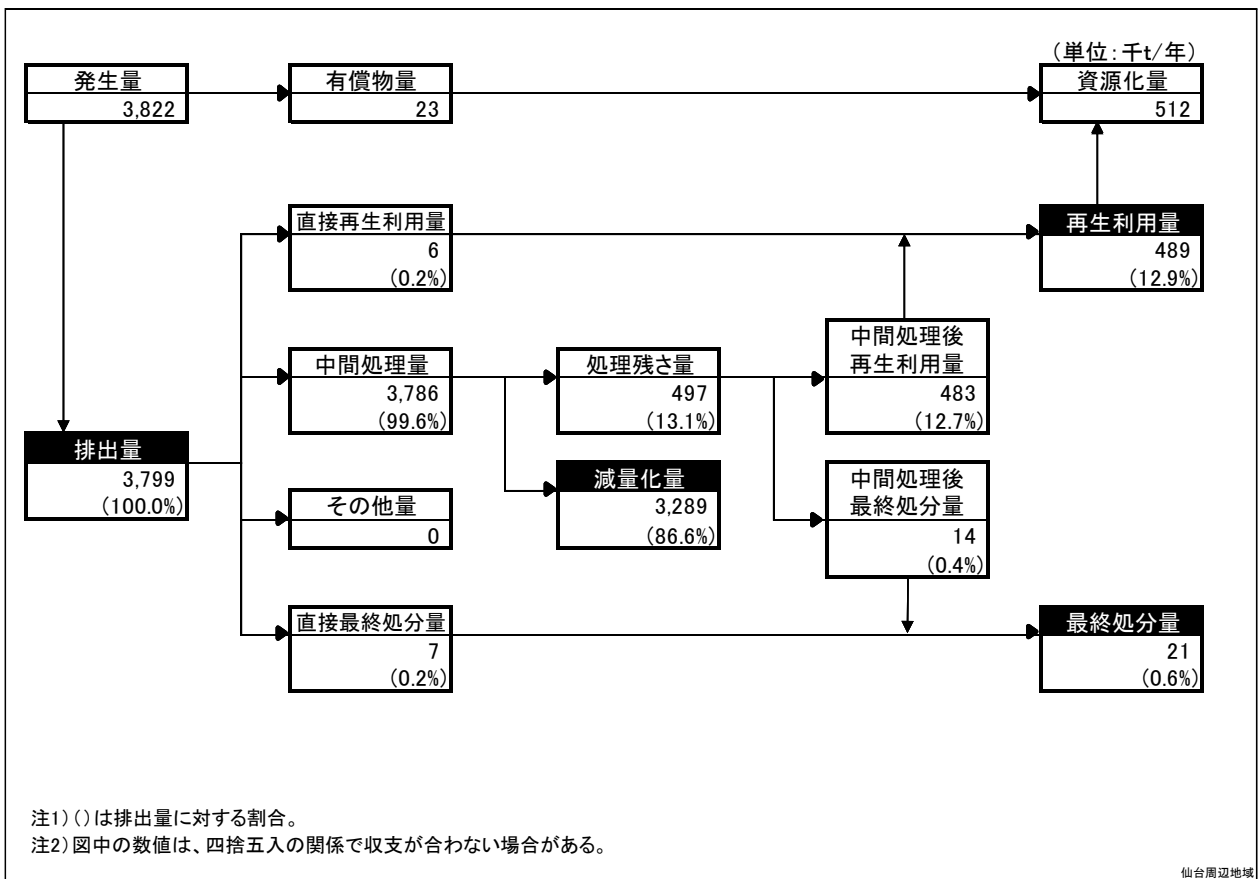 （単位：千t/年）
発生量
3,822
有償物量
23
資源化量
512
直接再生利用量
6
(0.2%)
再生利用量
489
(12.9%)
中間処理量
3,786
(99.6%)
処理残さ量
497
(13.1%)
中間処理後
再生利用量
483
(12.7%)
排出量
3,799
(100.0%)
その他量
0
減量化量
3,289
(86.6%)
中間処理後
最終処分量
14
(0.4%)
直接最終処分量
7
(0.2%)
最終処分量
21
(0.6%)
注1）（）は排出量に対する割合。
注2）図中の数値は、四捨五入の関係で収支が合わない場合がある。
仙台周辺地域